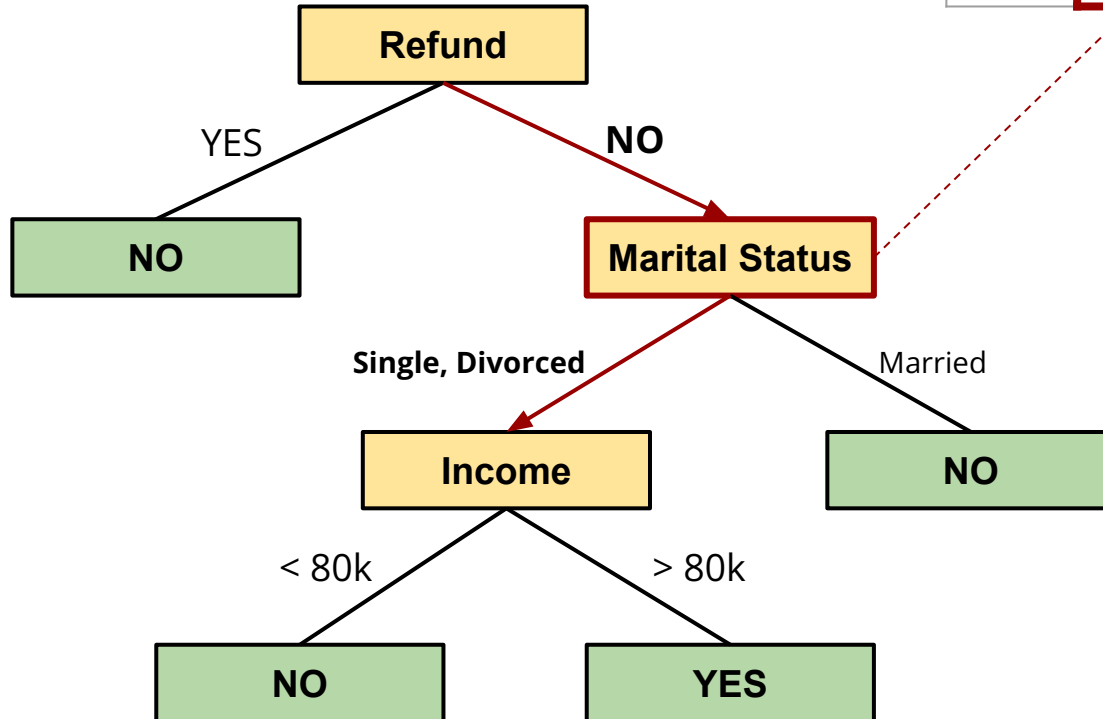 Refund
YES
NO
NO
Marital Status
Single, Divorced
Married
Income
NO
< 80k
> 80k
NO
YES